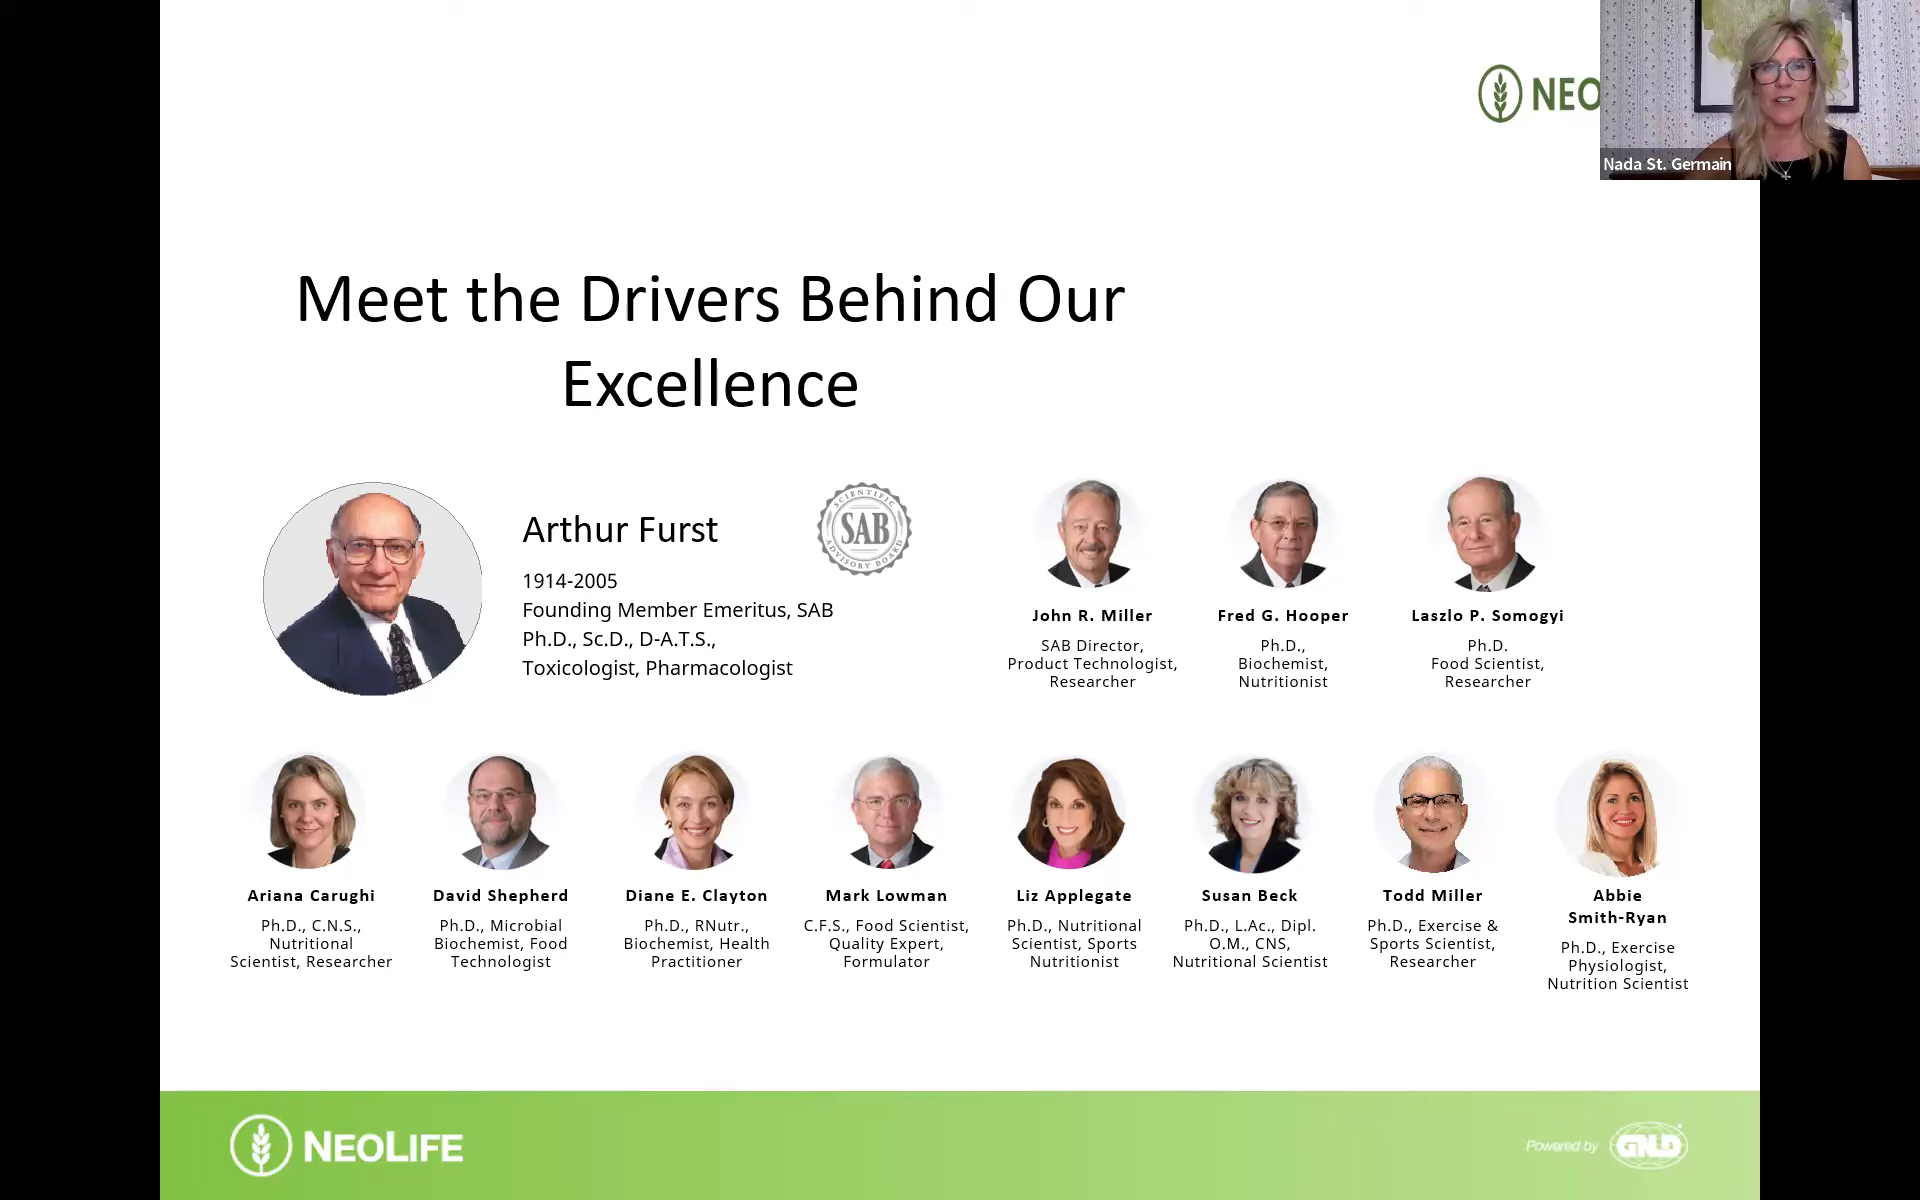 NEO
Nada St. Germain
Meet the Drivers Behind Our
Excellence
Arthur Furst
1914-2005
Founding Member Emeritus, SAB
Ph.D., Sc.D., D-A.T.S.,
Toxicologist, Pharmacologist
SCIENTIFIC
SAB
ADVISORY BOARD
John R. Miller
SAB Director,
Product Technologist,
Researcher
Fred G. Hooper
Ph.D.,
Biochemist,
Nutritionist
Laszlo P. Somogyi
Ph.D.
Food Scientist,
Researcher
Ariana Carughi
Ph.D., C.N.S.,
Nutritional
Scientist, Researcher
David Shepherd
Ph.D., Microbial
Biochemist, Food
Technologist
Diane E. Clayton
Ph.D., RNutr.,
Biochemist, Health
Practitioner
Mark Lowman
C.F.S., Food Scientist,
Quality Expert,
Formulator
Liz Applegate
Ph.D., Nutritional
Scientist, Sports
Nutritionist
Susan Beck
Ph.D., L.Ac., Dipl.
O.M., CNS,
Nutritional Scientist
Todd Miller
Ph.D., Exercise &
Sports Scientist,
Researcher
Abbie
Smith-Ryan
Ph.D., Exercise
Physiologist,
Nutrition Scientist
NEOLIFE
Powered by
GNLD